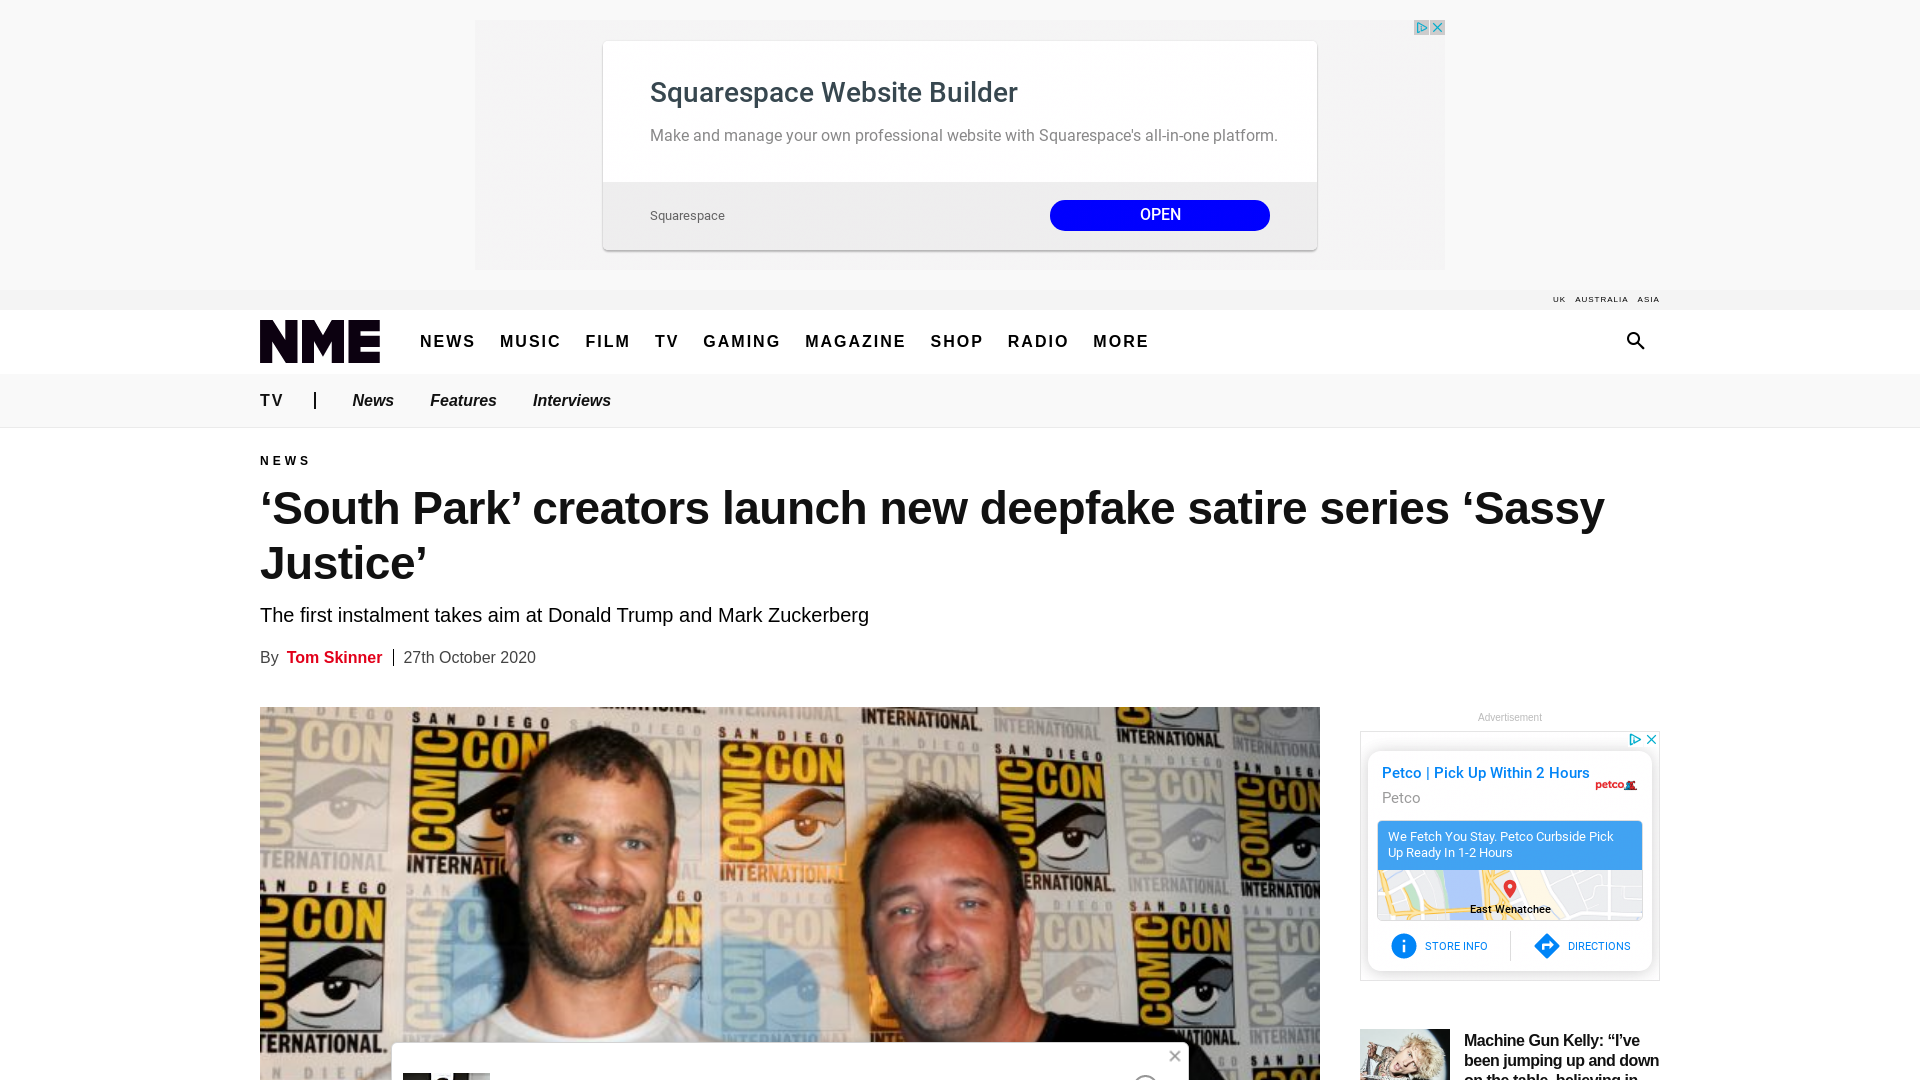 Squarespace Website Builder
Make and manage your own professional website with Squarespace's all-in-one platform.
Squarespace
OPEN
UK AUSTRALIA ASIA
NME
NEWS MUSIC FILM TV GAMING MAGAZINE SHOP RADIO MORE
TV
News Features Interviews
NEWS
‘South Park’ creators launch new deepfake satire series ‘Sassy
Justice’
The first instalment takes aim at Donald Trump and Mark Zuckerberg
By Tom Skinner
27th October 2020
SAN DIEGO
COMIC CON
INTERNATIONAL
Advertisement
Petco | Pick Up Within 2 Hours
Petco
petco
We Fetch You Stay. Petco Curbside Pick
Up Ready In 1-2 Hours
East Wenatchee
STORE INFO
DIRECTIONS
Machine Gun Kelly: “I’ve
been jumping up and down
on the table, believing in